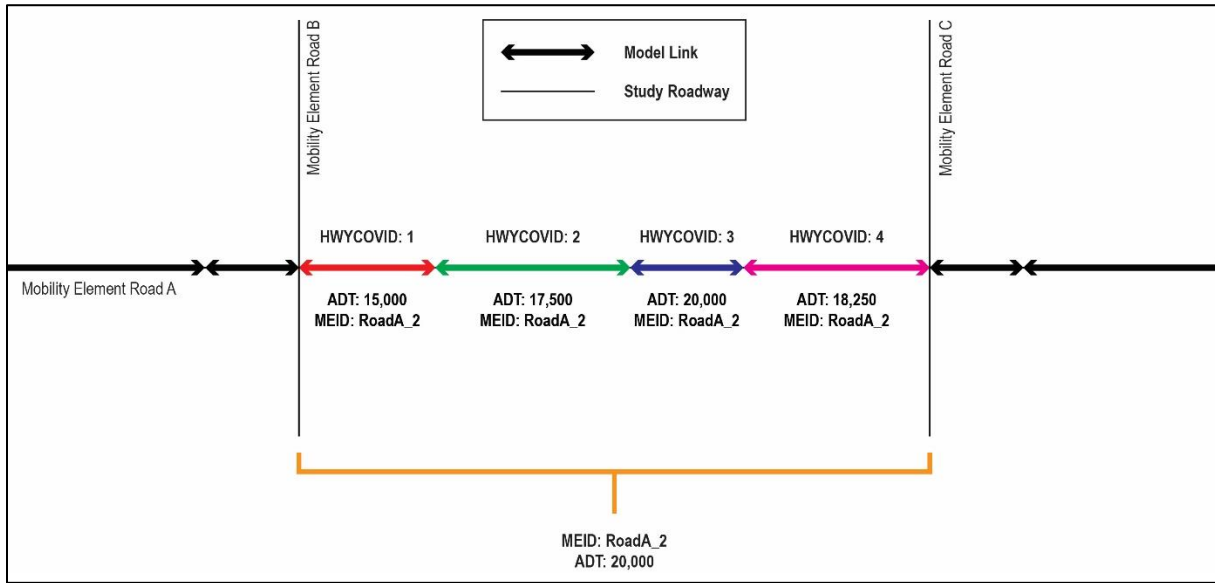 Mobility Element Road B
Model Link
Study Roadway
Mobility Element Road C
HWYCOVID: 1
HWYCOVID: 2
HWYCOVID: 3
HWYCOVID: 4
Mobility Element Road A
ADT: 15,000
MEID: RoadA_2
ADT: 17,500
MEID: RoadA_2
ADT: 20,000
MEID: RoadA_2
ADT: 18,250
MEID: RoadA_2
MEID: RoadA_2
ADT: 20,000